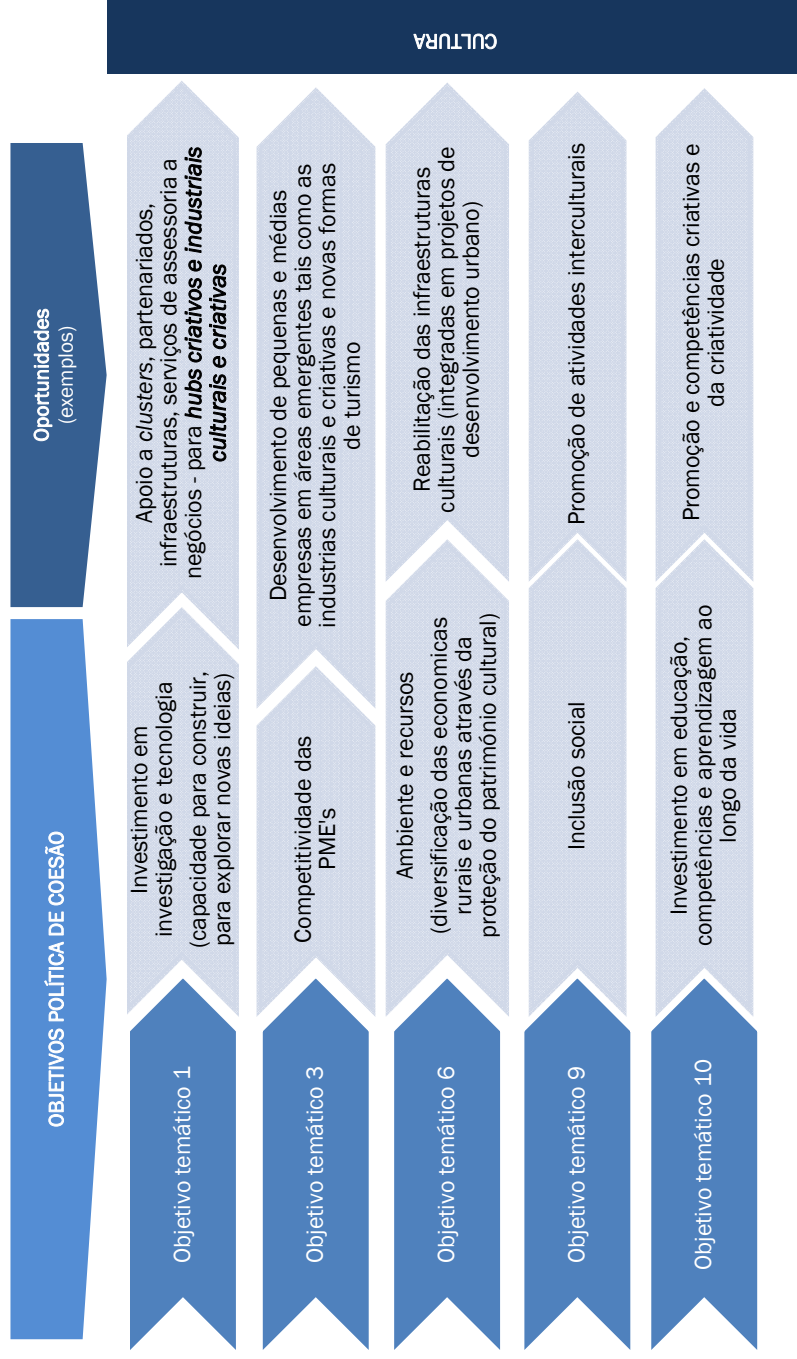 OBJETIVOS POLÍTICA DE COESÃO
Oportunidades
(exemplos)
Objetivo temático 1
Investimento em
investigação e tecnologia
(capacidade para construir,
para explorar novas ideias)
Apoio a clusters, partenariados,
infraestruturas, serviços de assessoria a
negócios - para hubs criativos e industriais
culturais e criativas
Objetivo temático 3
Competitividade das
PME's
Desenvolvimento de pequenas e médias
empresas em áreas emergentes tais como as
industrias culturais e criativas e novas formas
de turismo
Objetivo temático 6
Ambiente e recursos
(diversificação das economicas
rurais e urbanas através da
proteção do património cultural)
Reabilitação das infraestruturas
culturais (integradas em projetos de
desenvolvimento urbano)
Objetivo temático 9
Inclusão social
Promoção de atividades interculturais
Objetivo temático 10
Investimento em educação,
competências e aprendizagem ao
longo da vida
Promoção e competências criativas e
da criatividade
CULTURA